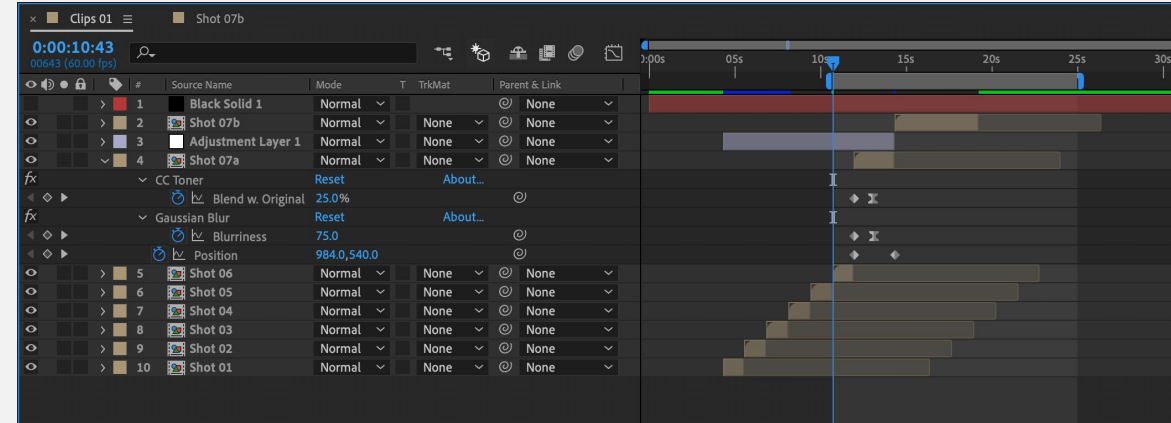 × Clips 01 ≡ Shot 07b
0:00:10:43
00643 (60.00 fps)
# Source Name Mode T TrkMat Parent & Link
1 Black Solid 1 Normal None
2 Shot 07b Normal None None
3 Adjustment Layer 1 Normal None None
4 Shot 07a Normal None None
fx CC Toner Reset About...
Blend w. Original 25.0%
fx Gaussian Blur Reset About...
Blurriness 75.0
Position 984.0,540.0
5 Shot 06 Normal None None
6 Shot 05 Normal None None
7 Shot 04 Normal None None
8 Shot 03 Normal None None
9 Shot 02 Normal None None
10 Shot 01 Normal None None
05s 10s 15s 20s 25s 30s